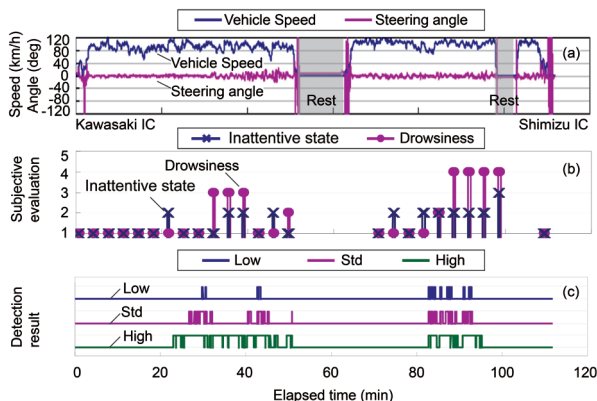 Vehicle Speed Steering angle
Speed (km/h)
Angle (deg)
120
80
40
0
-40
-80
-120
(a)
Vehicle Speed
Steering angle
Rest
Rest
Kawasaki IC
Shimizu IC
Inattentive state Drowsiness
Subjective
evaluation
5
4
3
2
1
(b)
Drowsiness
Inattentive state
Low Std High
Detection
result
(c)
Low
Std
High
0 20 40 60 80 100 120
Elapsed time (min)